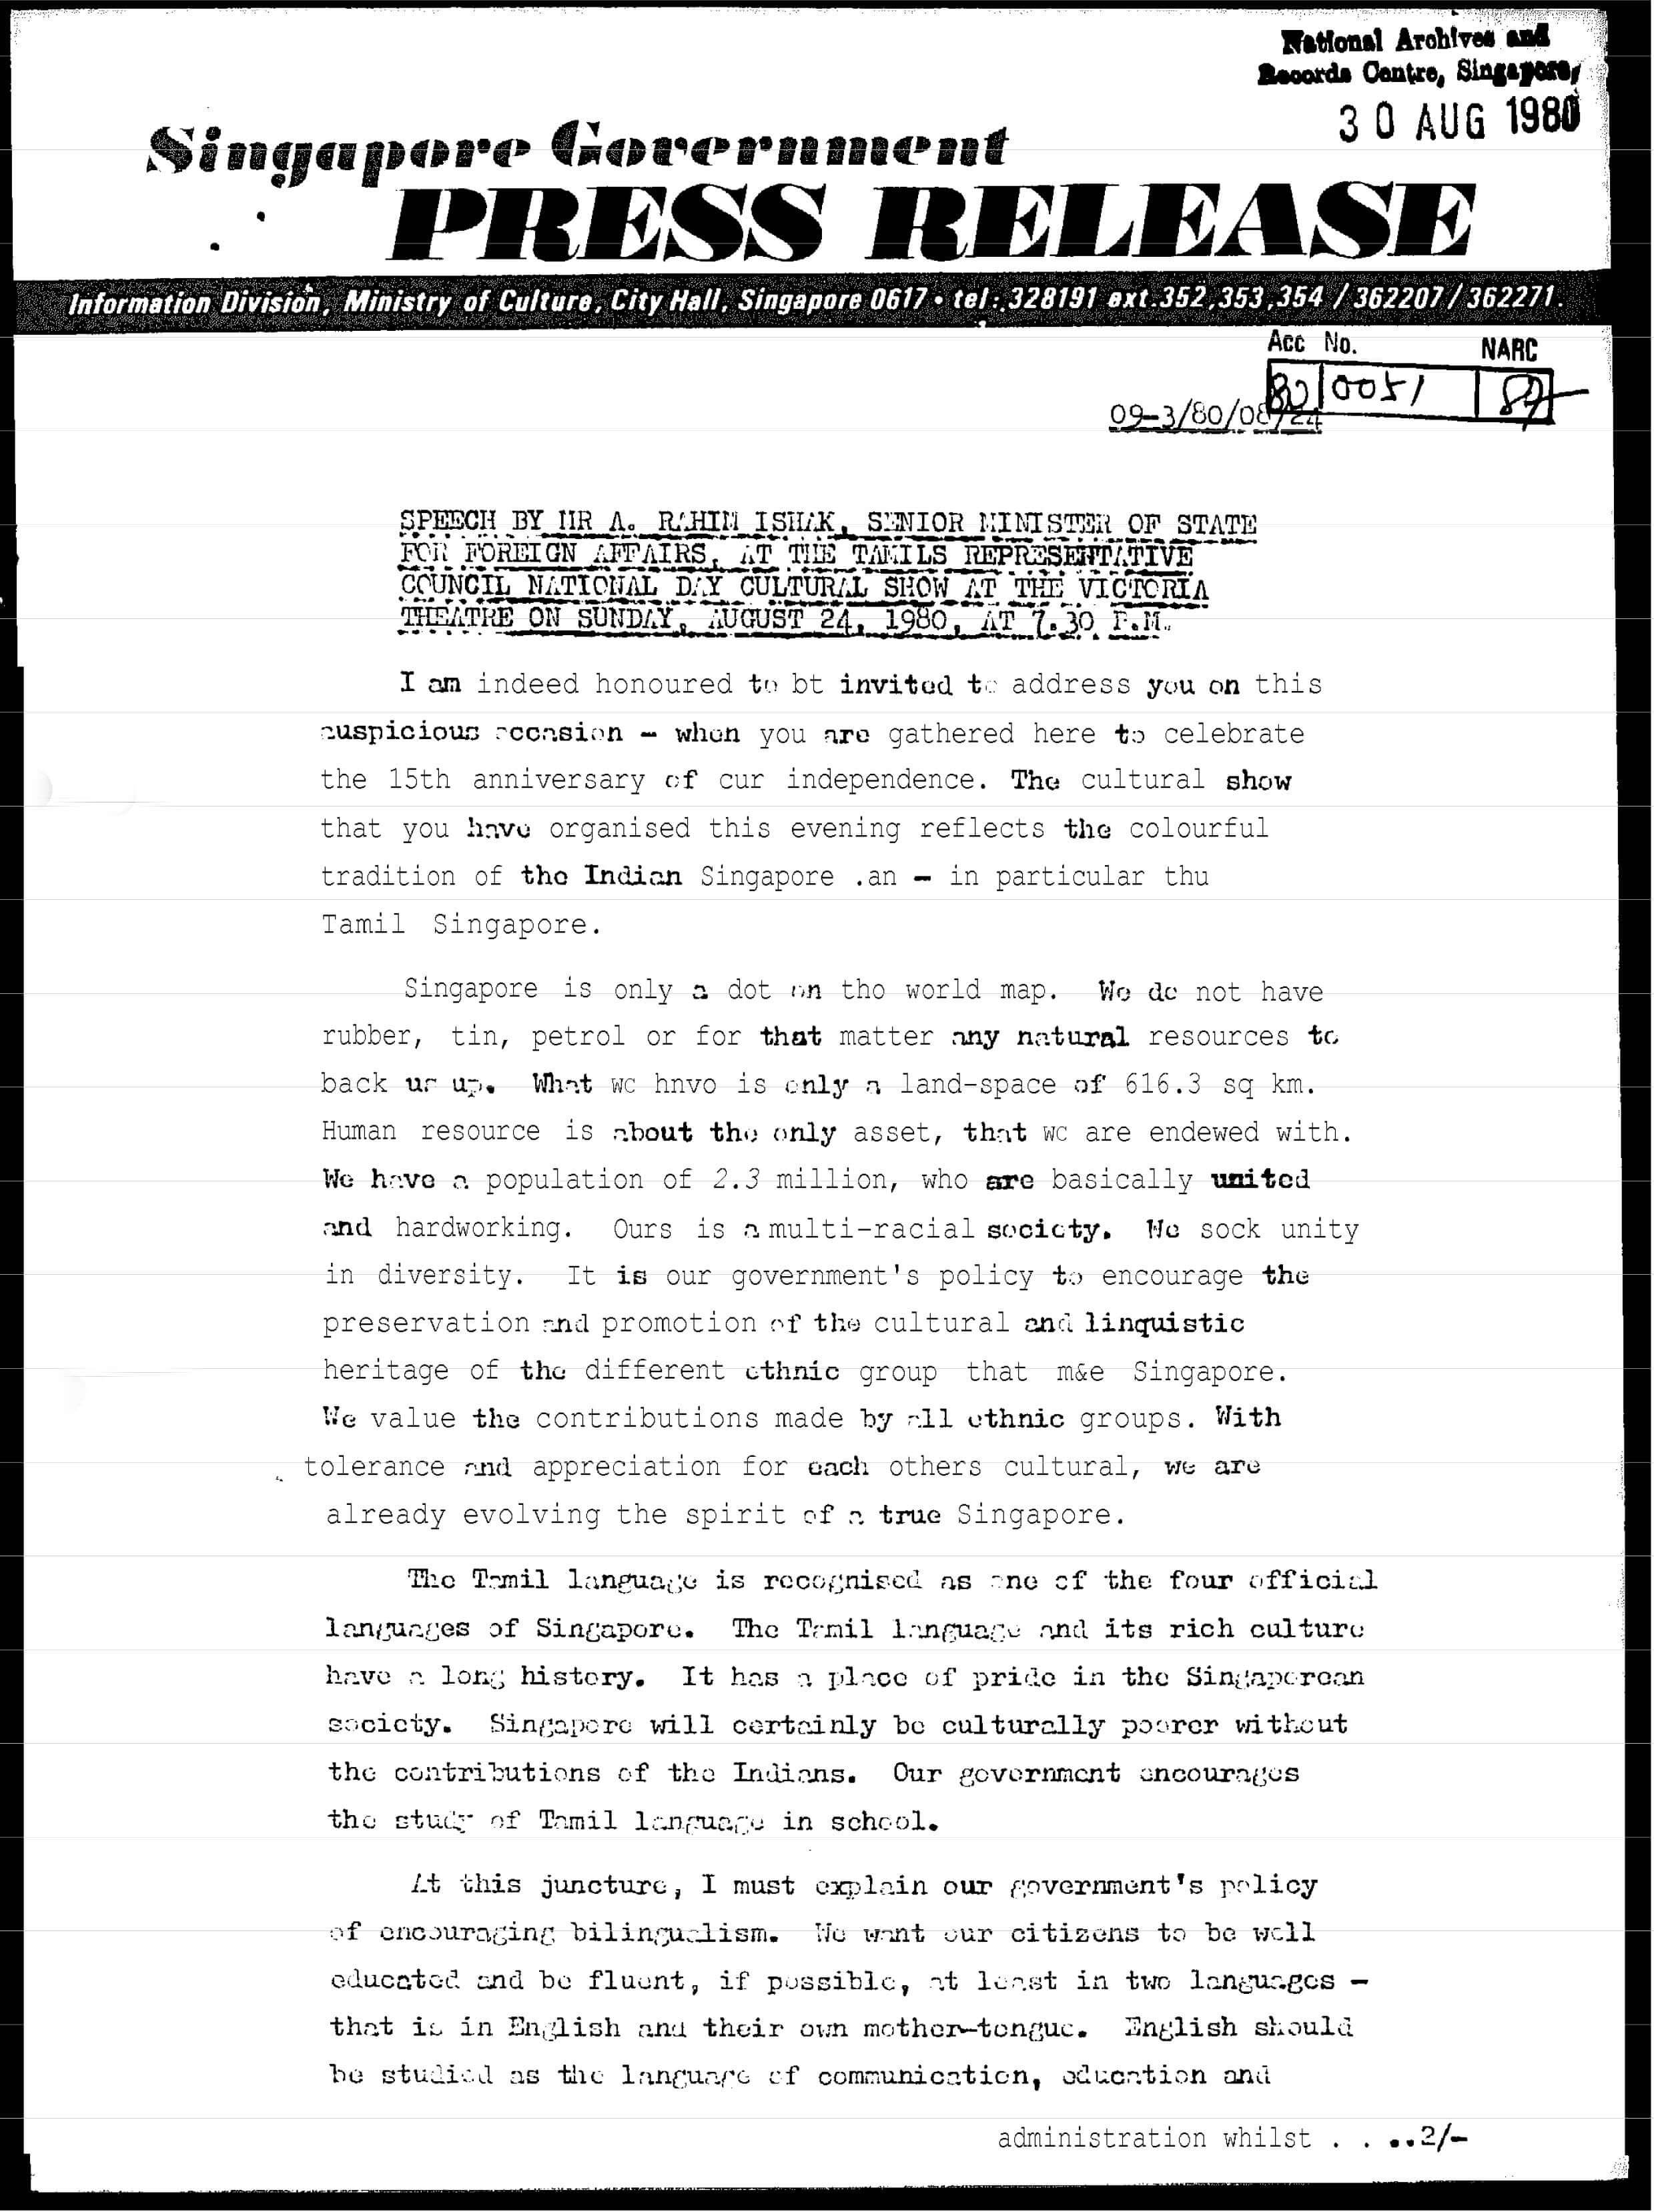 National Archives and
Records Centre, Singapore,
30 AUG 1980
Singapore Government
PRESS RELEASE
Information Division, Ministry of Culture, City Hall, Singapore 0617 • tel: 328191 ext. 352, 353, 354 / 362207 / 362271.
Acc No. NARC
80 0051
09-3/80/08/24
SPEECH BY MR A. RAHIM ISHAK, SENIOR MINISTER OF STATE
FOR FOREIGN AFFAIRS, AT THE TAMILS REPRESENTATIVE
COUNCIL NATIONAL DAY CULTURAL SHOW AT THE VICTORIA
THEATRE ON SUNDAY, AUGUST 24, 1980, AT 7.30 P.M.
I am indeed honoured to bt invited to address you on this
auspicious occasion - when you are gathered here to celebrate
the 15th anniversary of cur independence. The cultural show
that you have organised this evening reflects the colourful
tradition of the Indian Singapore .an - in particular thu
Tamil Singapore.
Singapore is only a dot on tho world map. We do not have
rubber, tin, petrol or for that matter any natural resources to
back us up. What wc hnvo is only a land-space of 616.3 sq km.
Human resource is about the only asset, that wc are endewed with.
We have a population of 2.3 million, who are basically united
and hardworking. Ours is a multi-racial society. We sock unity
in diversity. It is our government's policy to encourage the
preservation and promotion of the cultural and linquistic
heritage of the different ethnic group that m&e Singapore.
We value the contributions made by all ethnic groups. With
tolerance and appreciation for each others cultural, we are
already evolving the spirit of a true Singapore.
The Tamil language is recognised as one of the four official
languages of Singapore. The Tamil language and its rich culture
have a long history. It has a place of pride in the Singaporean
society. Singapore will certainly be culturally poorer without
the contributions of the Indians. Our government encourages
the study of Tamil language in school.
At this juncture, I must explain our government's policy
of encouraging bilingualism. We want our citizens to be well
educated and be fluent, if possible, at least in two languages -
that is in English and their own mother-tongue. English should
be studied as the language of communication, education and
administration whilst . . ..2/-